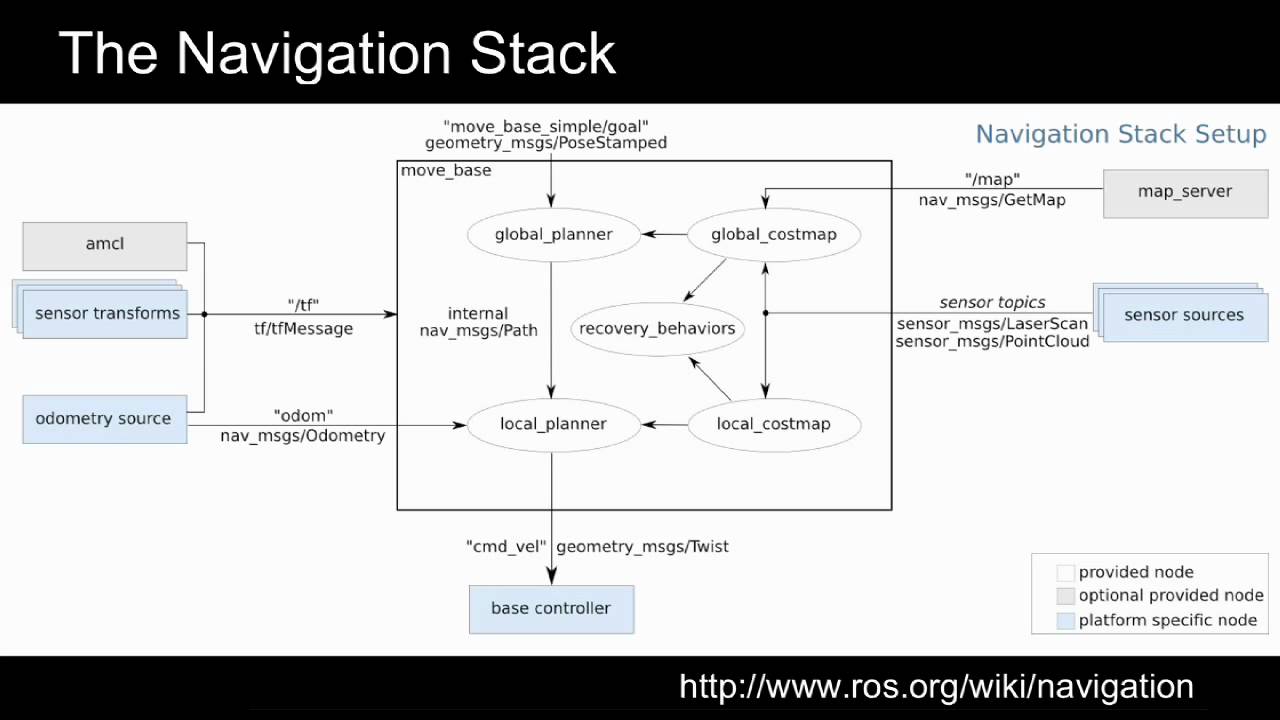 The Navigation Stack
"move_base_simple/goal"
geometry_msgs/PoseStamped
Navigation Stack Setup
move_base
"/map"
nav_msgs/GetMap
map_server
amcl
global_planner
global_costmap
sensor transforms
"/tf"
tf/tfMessage
internal
nav_msgs/Path
recovery_behaviors
sensor topics
sensor_msgs/LaserScan
sensor_msgs/PointCloud
sensor sources
odometry source
"odom"
nav_msgs/Odometry
local_planner
local_costmap
"cmd_vel" geometry_msgs/Twist
base controller
provided node
optional provided node
platform specific node
http://www.ros.org/wiki/navigation